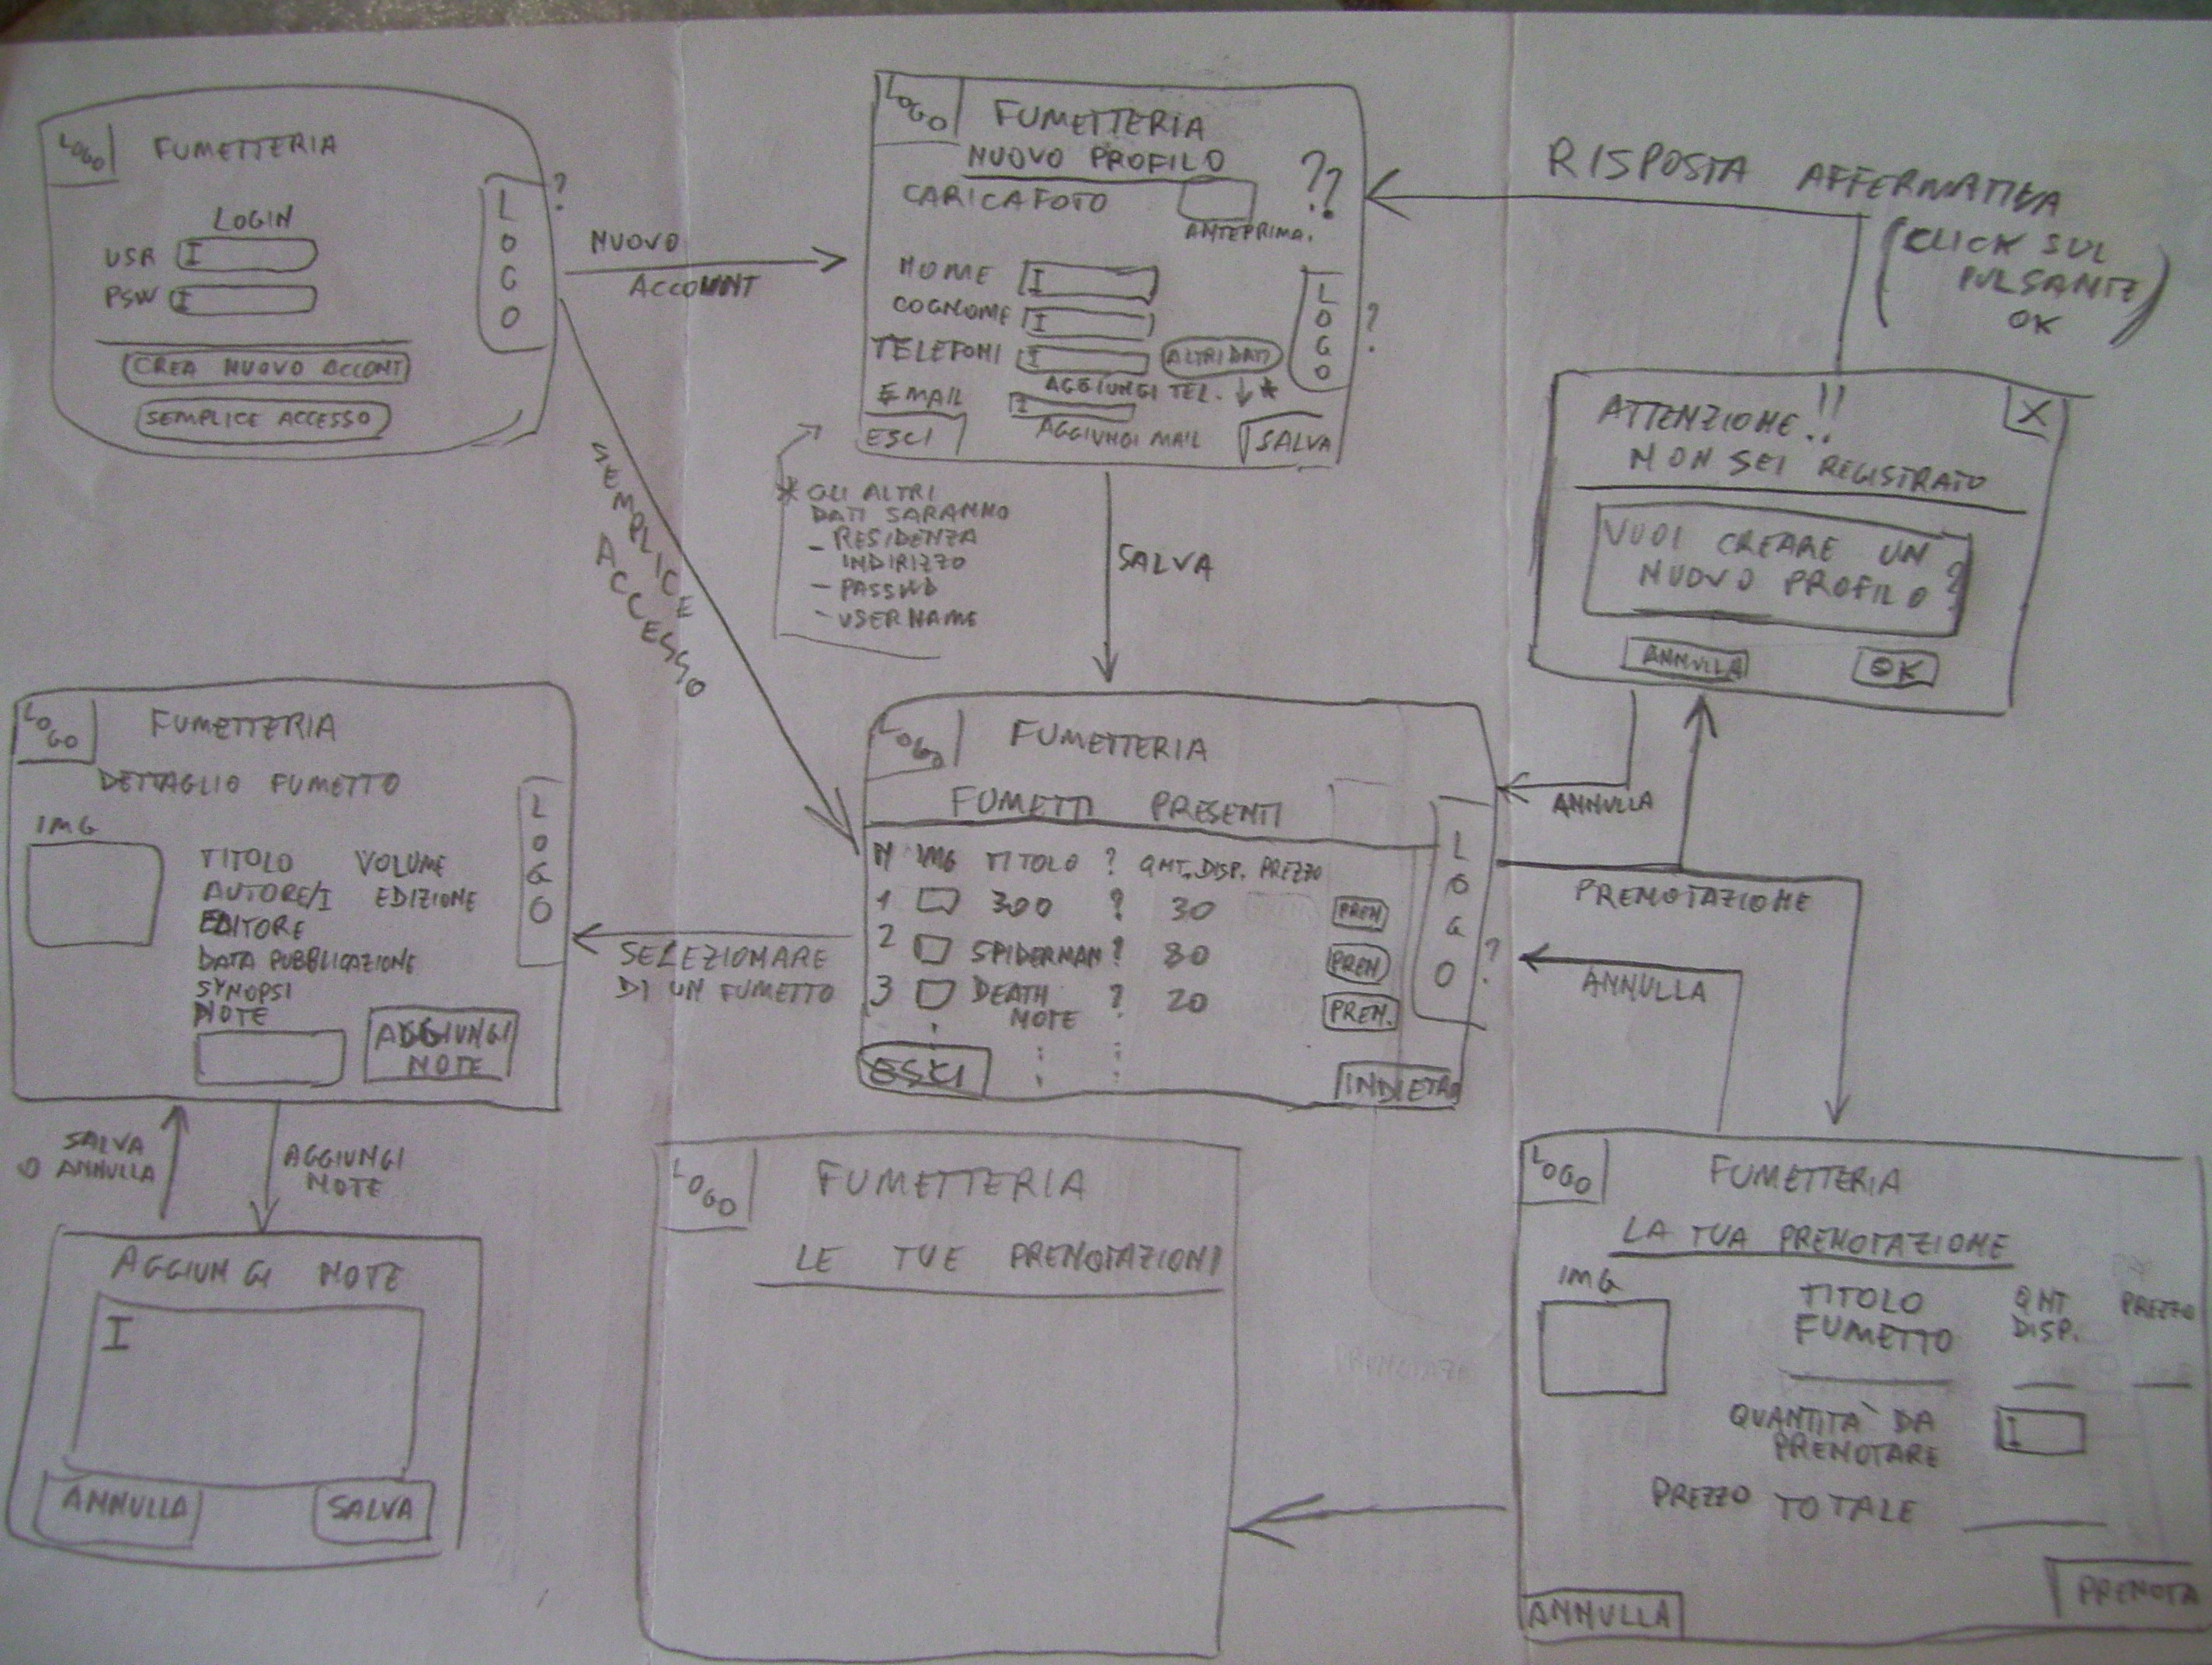 LOGO
FUMETTERIA
LOGIN
USR I
PSW I
CREA NUOVO ACCONT
SEMPLICE ACCESSO
LOGO
?
NUOVO
ACCOUNT
SEMPLICE
ACCESSO
LOGO
FUMETTERIA
NUOVO PROFILO
CARICA FOTO
??
ANTEPRIMA.
NOME I
COGNOME I
TELEFONI I ALTRI DATI
AGGIUNGI TEL. ↓ *
EMAIL I
AGGIUNGI MAIL
ESCI
SALVA
LOGO
?
* GLI ALTRI
DATI SARANNO
- RESIDENZA
INDIRIZZO
- PASSWD
- USERNAME
SALVA
RISPOSTA AFFERMATIVA
(CLICK SUL
PULSANTE
OK)
X
ATTENZIONE!!
NON SEI REGISTRATO
VUOI CREARE UN
NUOVO PROFILO?
ANNULLA
OK
LOGO
FUMETTERIA
DETTAGLIO FUMETTO
IMG
TITOLO VOLUME
AUTORE/I EDIZIONE
EDITORE
DATA PUBBLICAZIONE
SYNOPSI
NOTE
AGGIUNGI
NOTE
LOGO
SELEZIONARE
DI UN FUMETTO
LOGO
FUMETTERIA
FUMETTI PRESENTI
N IMG TITOLO ? QNT. DISP. PREZZO
1 300 ? 30 PREN
2 SPIDERMAN ? 80 PREN
3 DEATH ? 20 PREN.
NOTE
ESCI
INDIETRO
LOGO
?
ANNULLA
PRENOTAZIONE
ANNULLA
SALVA
O ANNULLA
AGGIUNGI
NOTE
AGGIUNGI NOTE
I
ANNULLA
SALVA
LOGO
FUMETTERIA
LE TUE PRENOTAZIONI
LOGO
FUMETTERIA
LA TUA PRENOTAZIONE
IMG
TITOLO QNT PREZZO
FUMETTO DISP.
QUANTITÀ DA
PRENOTARE I
PREZZO TOTALE
ANNULLA
PRENOTA